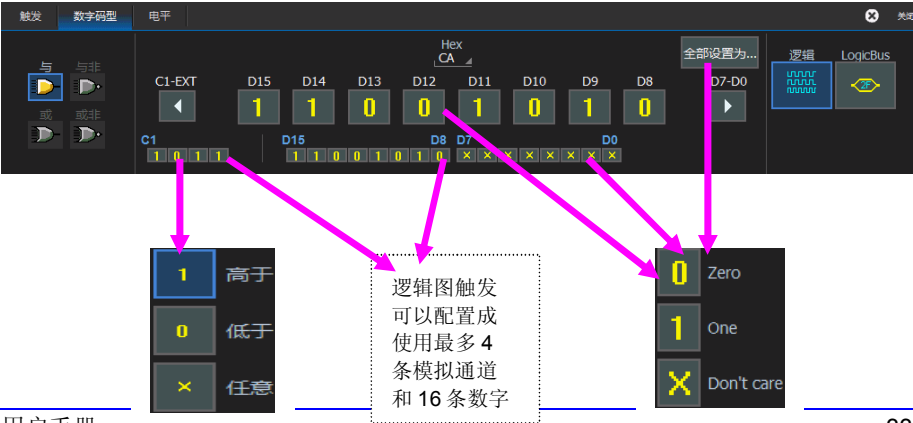 触发 数字码型 电平 关闭
Hex
CA
全部设置为...
与 与非
或 或非
逻辑 LogicBus
2F
C1-EXT D15 D14 D13 D12 D11 D10 D9 D8 D7-D0
1 1 0 0 1 0 1 0
C1 D15 D8 D7 D0
1 0 1 1 1 1 0 0 1 0 1 0 X X X X X X X X
1 高于
0 低于
× 任意
逻辑图触发
可以配置成
使用最多 4
条模拟通道
和 16 条数字
0 Zero
1 One
X Don't care